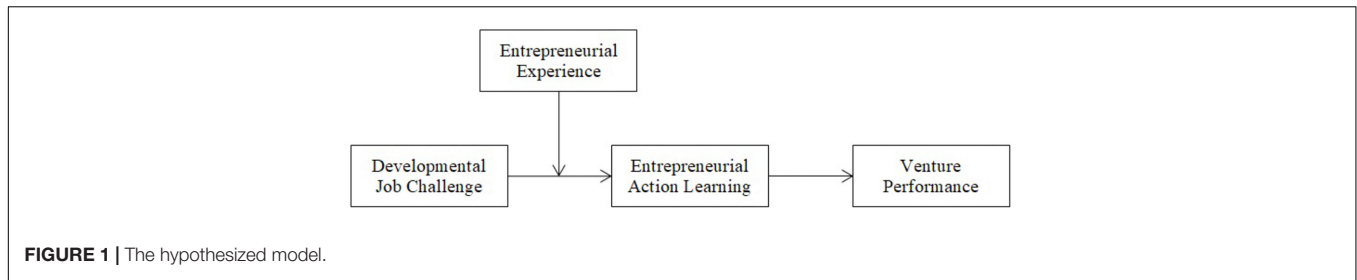 Entrepreneurial
Experience
Developmental
Job Challenge
Entrepreneurial
Action Learning
Venture
Performance
FIGURE 1 | The hypothesized model.